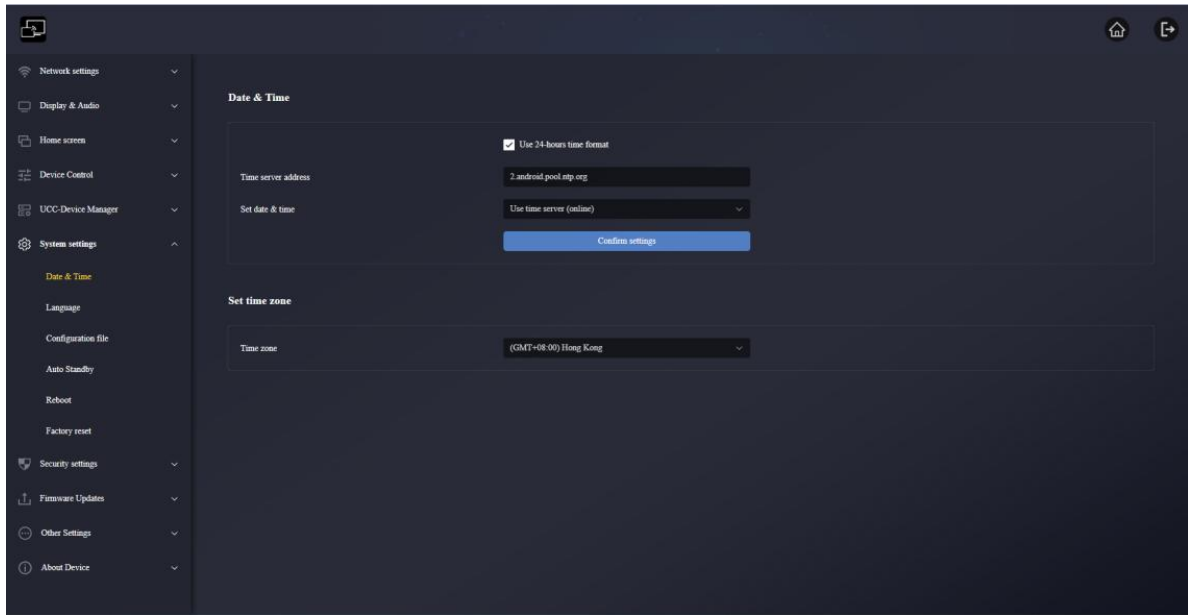 Network settings
Display & Audio
Home screen
Device Control
UCC-Device Manager
System settings
Date & Time
Language
Configuration file
Auto Standby
Reboot
Factory reset
Security settings
Firmware Updates
Other Settings
About Device
Date & Time
Use 24-hours time format
Time server address
2.android.pool.ntp.org
Set date & time
Use time server (online)
Confirm settings
Set time zone
Time zone
(GMT+08:00) Hong Kong